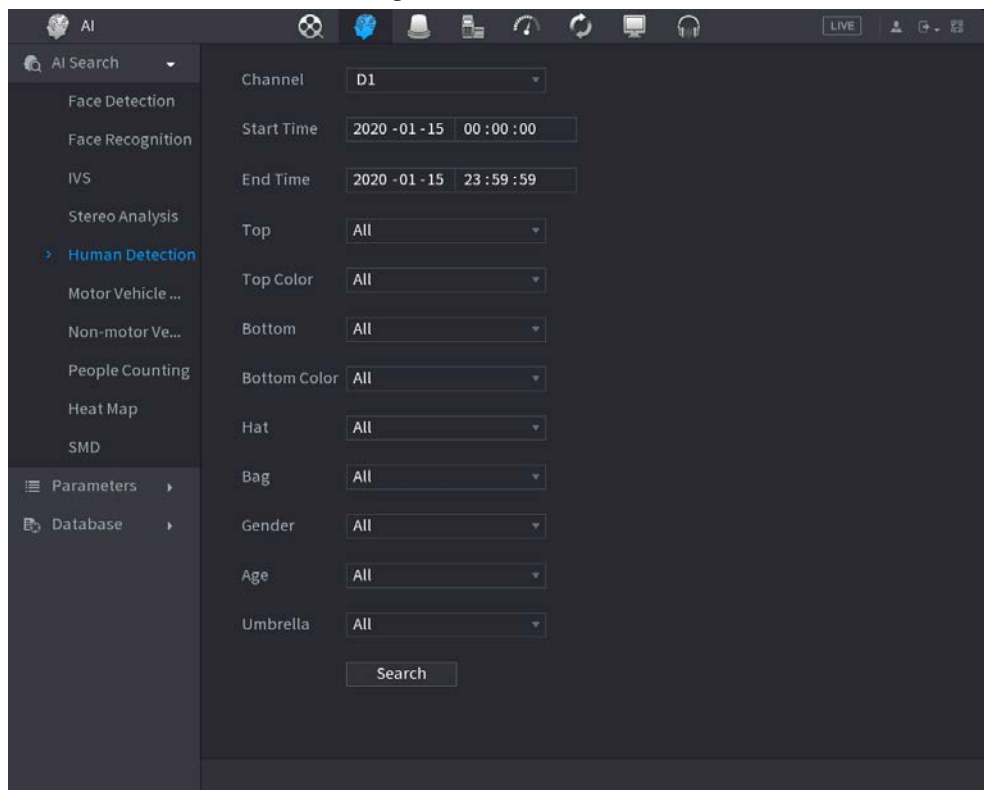 AI
LIVE
AI Search
Face Detection
Face Recognition
IVS
Stereo Analysis
Human Detection
Motor Vehicle ...
Non-motor Ve...
People Counting
Heat Map
SMD
Parameters
Database
Channel D1
Start Time 2020 -01 -15 00 :00 :00
End Time 2020 -01 -15 23 :59 :59
Top All
Top Color All
Bottom All
Bottom Color All
Hat All
Bag All
Gender All
Age All
Umbrella All
Search